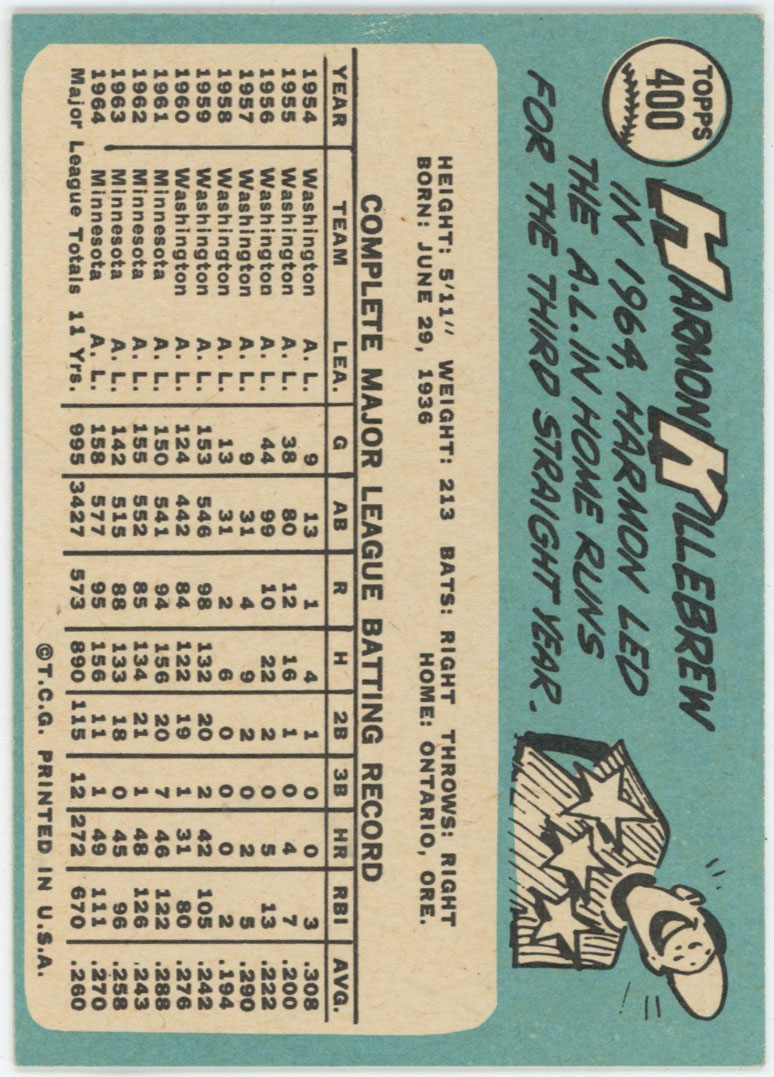 TOPPS
400
HARMON KILLEBREW
IN 1964, HARMON LED
THE A.L. IN HOME RUNS
FOR THE THIRD STRAIGHT YEAR.
HEIGHT: 5'11" WEIGHT: 213 BATS: RIGHT THROWS: RIGHT
BORN: JUNE 29, 1936 HOME: ONTARIO, ORE.
COMPLETE MAJOR LEAGUE BATTING RECORD
YEAR TEAM LEA G AB R H 2B 3B HR RBI AVG.
1954 Washington A. L. 9 13 1 4 1 0 0 3 .308
1955 Washington A. L. 38 80 12 16 1 0 4 7 .200
1956 Washington A. L. 44 99 10 22 2 0 5 13 .222
1957 Washington A. L. 9 31 4 9 2 0 2 5 .290
1958 Washington A. L. 13 31 2 6 0 0 0 2 .194
1959 Washington A. L. 153 546 98 132 20 2 42 105 .242
1960 Washington A. L. 124 442 84 122 19 1 31 80 .276
1961 Minnesota A. L. 150 541 94 156 20 7 46 122 .288
1962 Minnesota A. L. 155 552 85 134 21 1 48 126 .243
1963 Minnesota A. L. 142 515 88 133 18 0 45 96 .258
1964 Minnesota A. L. 158 577 95 156 11 1 49 111 .270
Major League Totals 11 Yrs. 995 3427 573 890 115 12 272 670 .260
©T.C.G. PRINTED IN U.S.A.